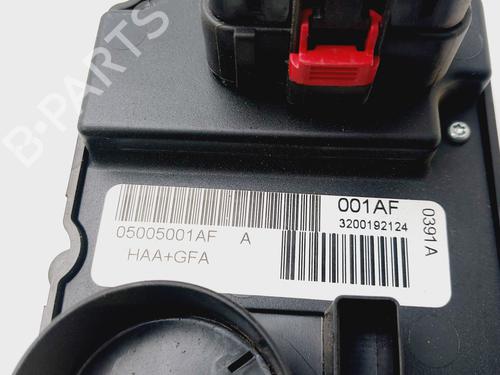 B-PARTS
001AF
05005001AF A
3200192124
HAA+GFA
0391A